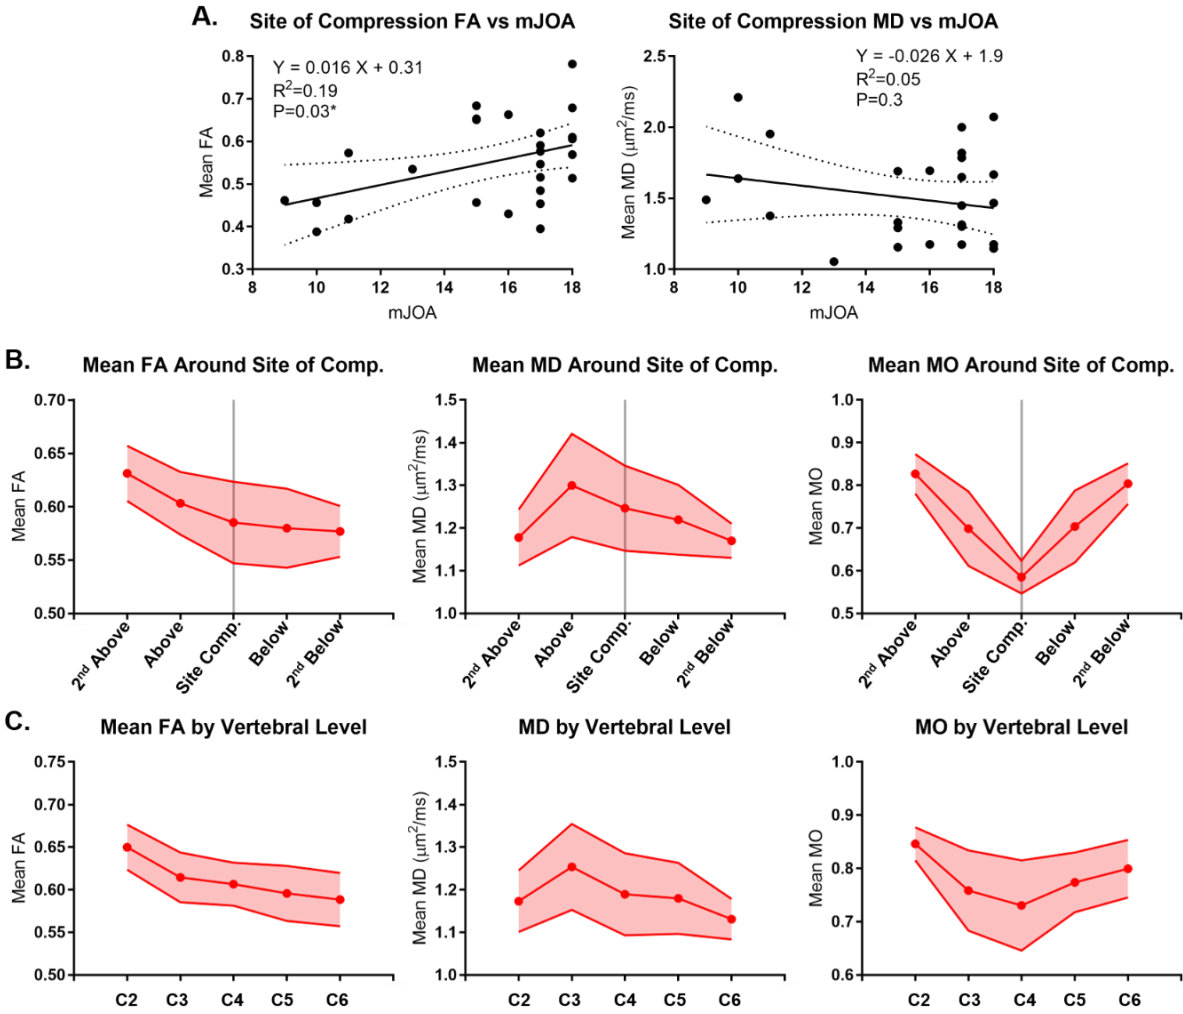 A.
Site of Compression FA vs mJOA
Site of Compression MD vs mJOA
Y = 0.016 X + 0.31
R²=0.19
P=0.03*
Mean FA
0.8
0.7
0.6
0.5
0.4
0.3
8 10 12 14 16 18
mJOA
Y = -0.026 X + 1.9
R²=0.05
P=0.3
Mean MD (μm²/ms)
2.5
2.0
1.5
1.0
8 10 12 14 16 18
mJOA
B.
Mean FA Around Site of Comp.
Mean FA
0.70
0.65
0.60
0.55
0.50
2nd Above
Above
Site Comp.
Below
2nd Below
Mean MD Around Site of Comp.
Mean MD (μm²/ms)
1.5
1.4
1.3
1.2
1.1
1.0
2nd Above
Above
Site Comp.
Below
2nd Below
Mean MO Around Site of Comp.
Mean MO
1.0
0.9
0.8
0.7
0.6
0.5
2nd Above
Above
Site Comp.
Below
2nd Below
C.
Mean FA by Vertebral Level
Mean FA
0.75
0.70
0.65
0.60
0.55
0.50
C2 C3 C4 C5 C6
MD by Vertebral Level
Mean MD (μm²/ms)
1.5
1.4
1.3
1.2
1.1
1.0
C2 C3 C4 C5 C6
MO by Vertebral Level
Mean MO
1.0
0.9
0.8
0.7
0.6
C2 C3 C4 C5 C6